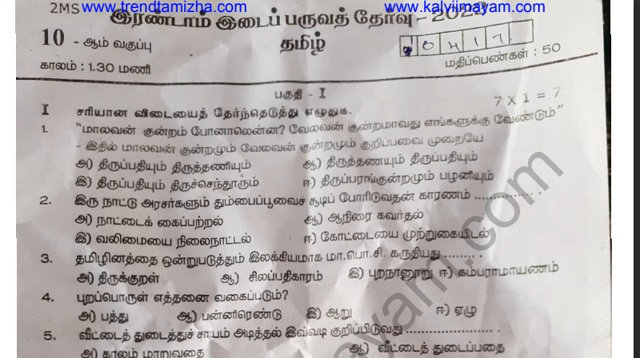 www.trendtamizha.com www.kalviimayam.com
2MS
இரண்டாம் இடைப் பருவத் தேர்வு - 2023
10 - ஆம் வகுப்பு தமிழ்
காலம் : 1.30 மணி மதிப்பெண்கள் : 50
பகுதி - I
I சரியான விடையைத் தேர்ந்தெடுத்து எழுதுக. 7 X 1 = 7
1. "மாலவன் குன்றம் போனாலென்ன? வேலவன் குன்றமாவது எங்களுக்கு வேண்டும்"
- இதில் மாலவன் குன்றமும் வேலவன் குன்றமும் குறிப்பவை முறையே
அ) திருப்பதியும் திருத்தணியும் ஆ) திருத்தணியும் திருப்பதியும்
இ) திருப்பதியும் திருச்செந்தூரும் ஈ) திருப்பரங்குன்றமும் பழனியும்
2. இரு நாட்டு அரசர்களும் தும்பைப்பூவைச் சூடிப் போரிடுவதன் காரணம் ..............
அ) நாட்டைக் கைப்பற்றல் ஆ) ஆநிரை கவர்தல்
இ) வலிமையை நிலைநாட்டல் ஈ) கோட்டையை முற்றுகையிடல்
3. தமிழினத்தை ஒன்றுபடுத்தும் இலக்கியமாக மா.பொ.சி. கருதியது.........
அ) திருக்குறள் ஆ) சிலப்பதிகாரம் இ) புறநானூறு ஈ) கம்பராமாயணம்
4. புறப்பொருள் எத்தனை வகைப்படும்?
அ) பத்து ஆ) பன்னிரெண்டு இ) ஆறு ஈ) ஏழு
5. வீட்டைத் துடைத்துச் சாயம் அடித்தல் இவ்வடி குறிப்பிடுவது ....................
அ) காலம் மாறுவதை ஆ) வீட்டைத் துடைப்பதை